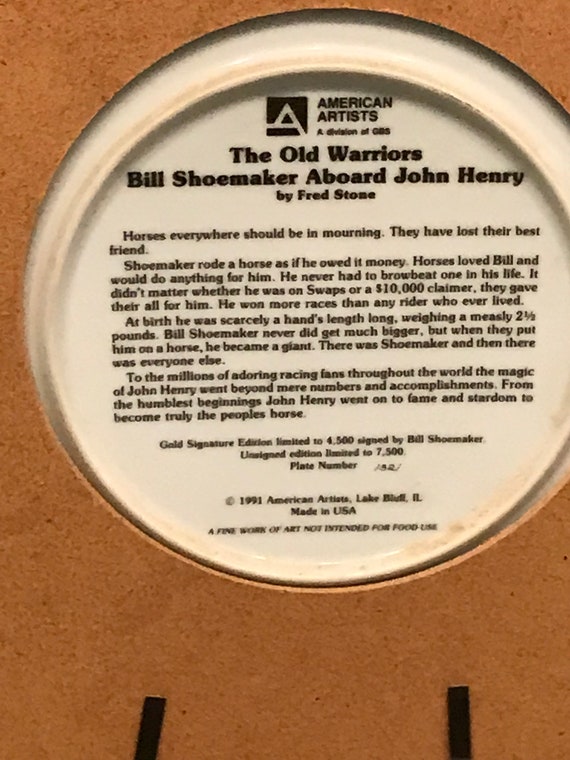 AMERICAN
ARTISTS
A division of GBS
The Old Warriors
Bill Shoemaker Aboard John Henry
by Fred Stone
Horses everywhere should be in mourning. They have lost their best
friend.
Shoemaker rode a horse as if he owed it money. Horses loved Bill and
would do anything for him. He never had to browbeat one in his life. It
didn't matter whether he was on Swaps or a $10,000 claimer, they gave
their all for him. He won more races than any rider who ever lived.
At birth he was scarcely a hand's length long, weighing a measly 2½
pounds. Bill Shoemaker never did get much bigger, but when they put
him on a horse, he became a giant. There was Shoemaker and then there
was everyone else.
To the millions of adoring racing fans throughout the world the magic
of John Henry went beyond mere numbers and accomplishments. From
the humblest beginnings John Henry went on to fame and stardom to
become truly the peoples horse.
Gold Signature Edition limited to 4,500 signed by Bill Shoemaker.
Unsigned edition limited to 7,500.
Plate Number
© 1991 American Artists, Lake Bluff, IL
Made in USA
A FINE WORK OF ART NOT INTENDED FOR FOOD USE